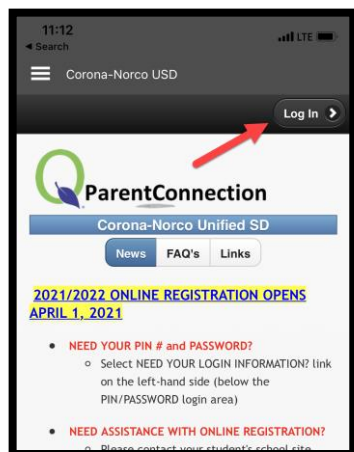 11:12
LTE
◄ Search
Corona-Norco USD
Log In
Q ParentConnection
Corona-Norco Unified SD
News FAQ's Links
2021/2022 ONLINE REGISTRATION OPENS
APRIL 1, 2021
• NEED YOUR PIN # and PASSWORD?
○ Select NEED YOUR LOGIN INFORMATION? link
on the left-hand side (below the
PIN/PASSWORD login area)
• NEED ASSISTANCE WITH ONLINE REGISTRATION?
○ Please contact your student's school site